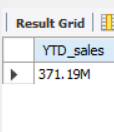 Result Grid
YTD_sales
371.19M